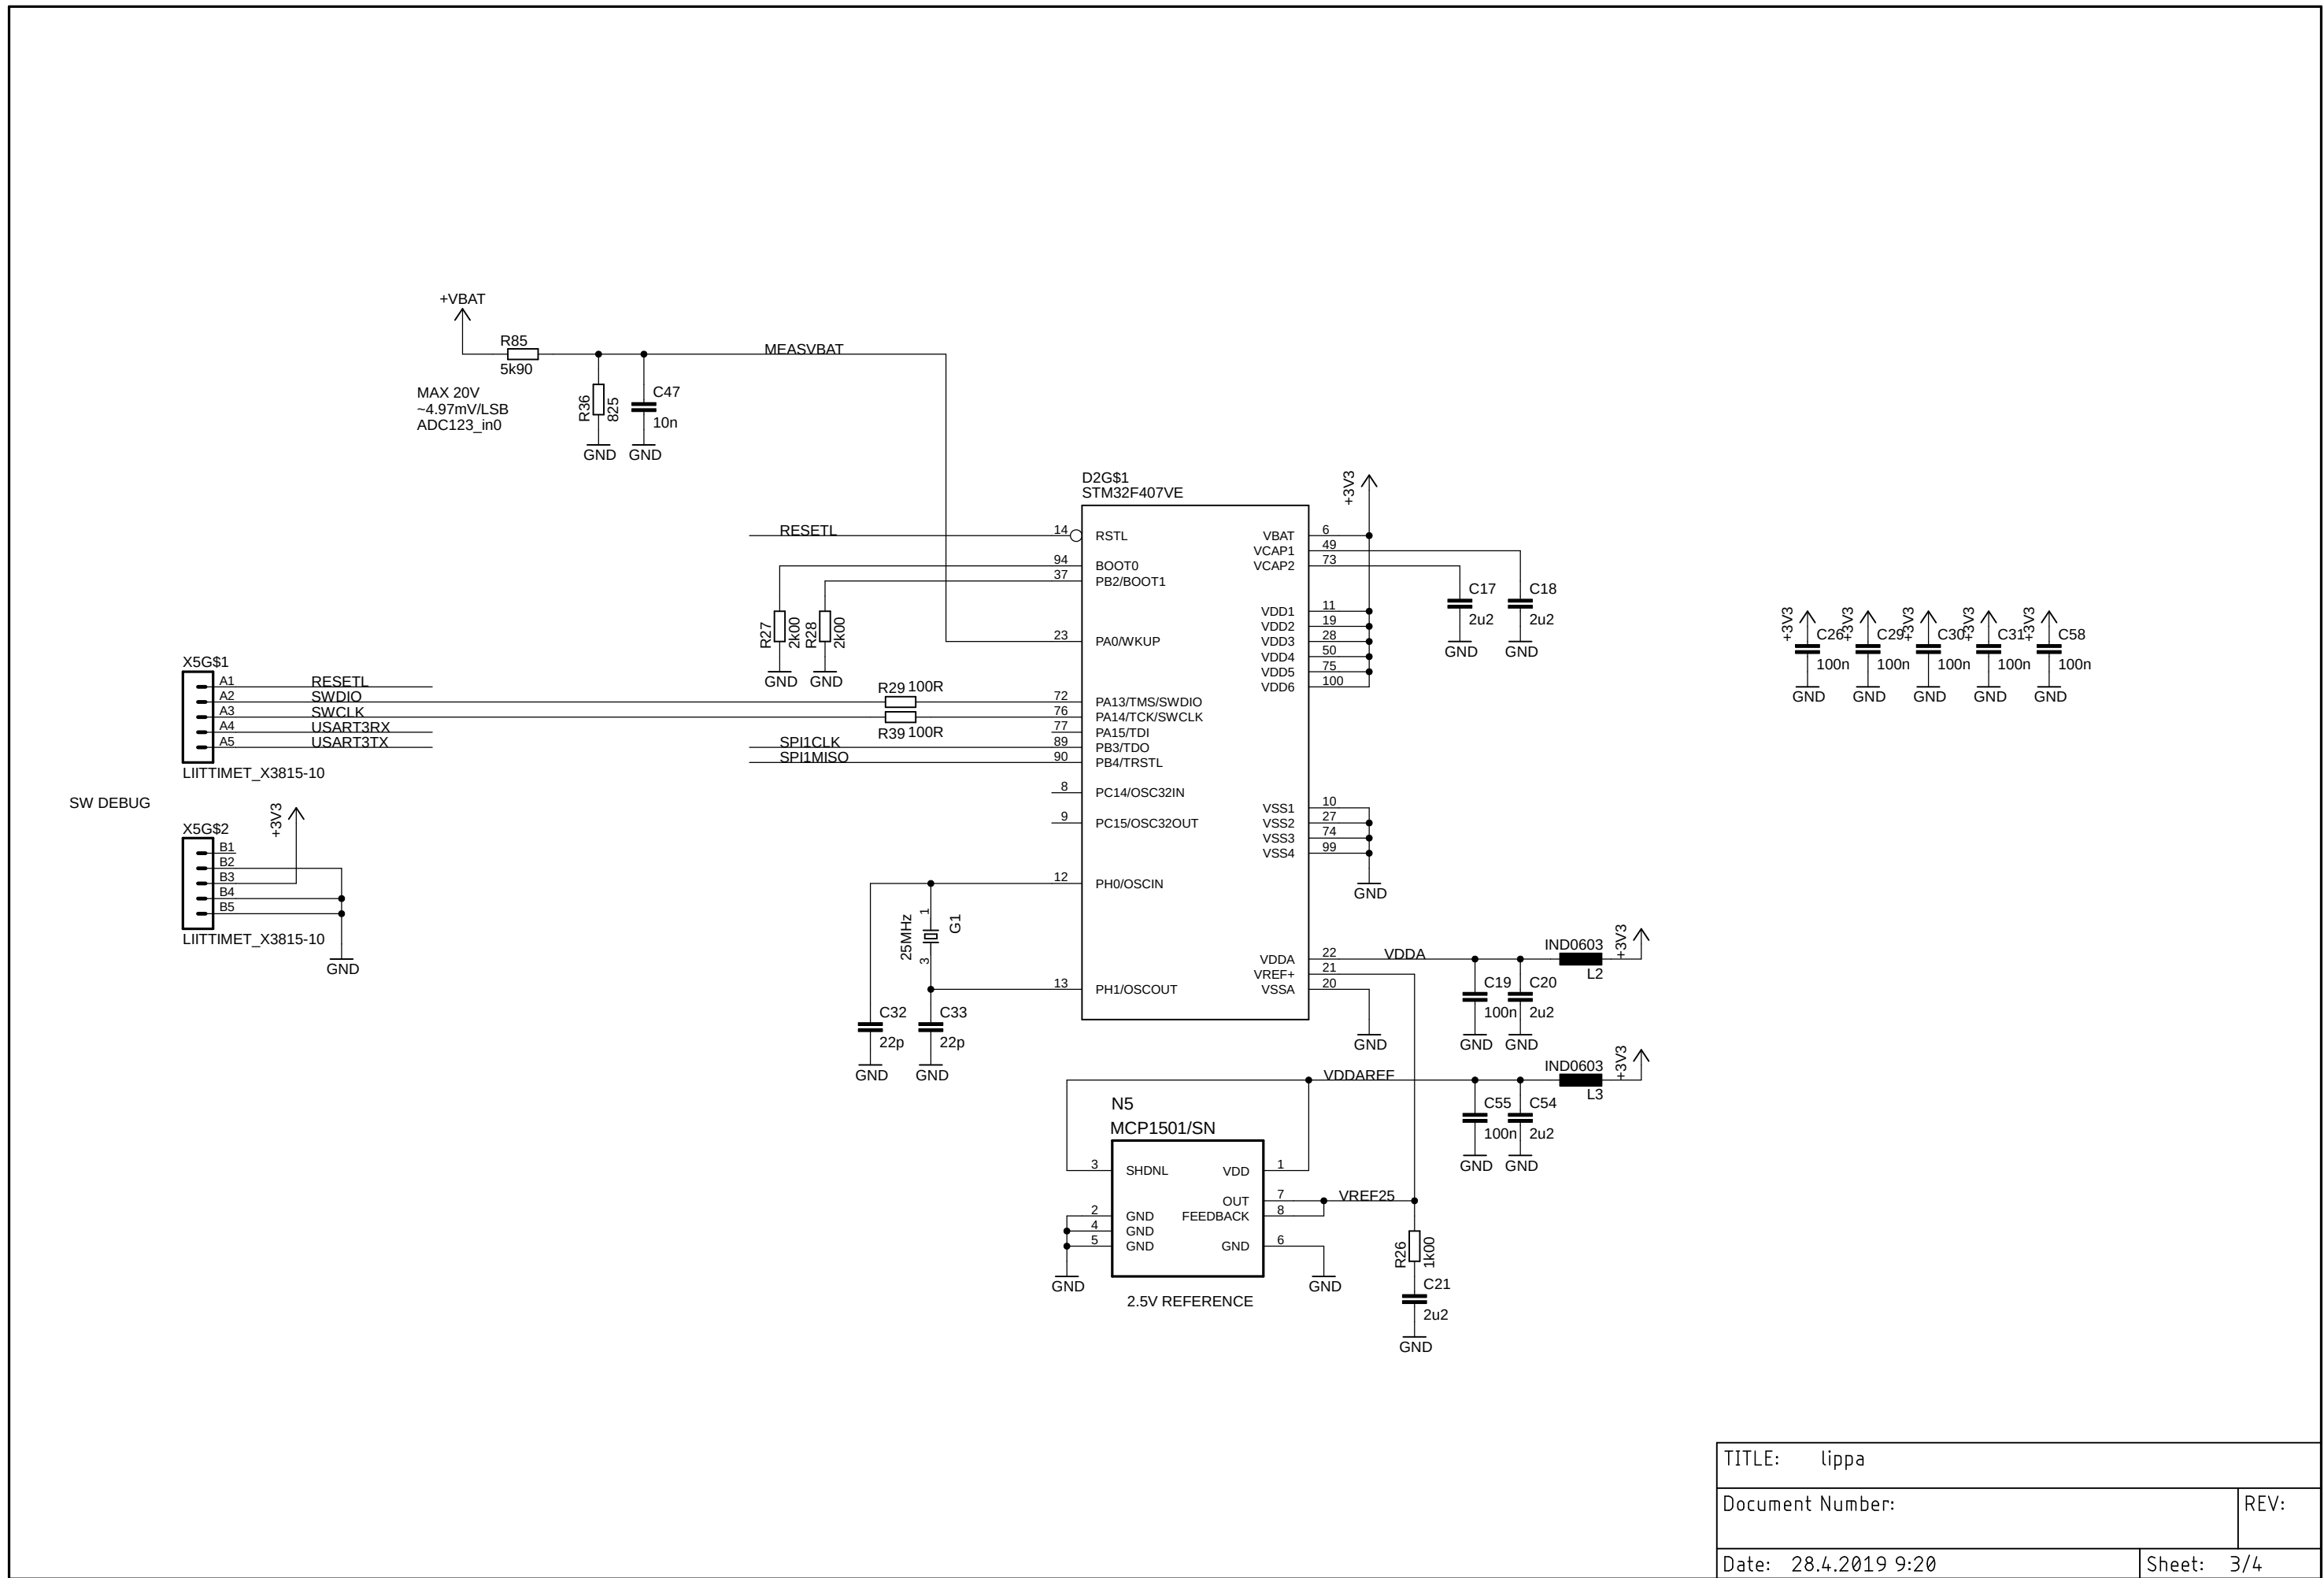 +VBAT
R85
5k90
MEASVBAT
MAX 20V
~4.97mV/LSB
ADC123_in0
R36
825
C47
10n
GND
GND
D2G$1
STM32F407VE
+3V3
RESETL
14
RSTL
94
BOOT0
37
PB2/BOOT1
R27
2k00
R28
2k00
GND
GND
23
PA0/WKUP
72
PA13/TMS/SWDIO
76
PA14/TCK/SWCLK
77
PA15/TDI
SPI1CLK
89
PB3/TDO
SPI1MISO
90
PB4/TRSTL
8
PC14/OSC32IN
9
PC15/OSC32OUT
12
PH0/OSCIN
13
PH1/OSCOUT
VBAT
6
VCAP1
49
VCAP2
73
VDD1
11
VDD2
19
VDD3
28
VDD4
50
VDD5
75
VDD6
100
VSS1
10
VSS2
27
VSS3
74
VSS4
99
GND
VDDA
22
VREF+
21
VSSA
20
GND
C17
2u2
GND
C18
2u2
GND
+3V3
C26
100n
GND
+3V3
C29
100n
GND
+3V3
C30
100n
GND
+3V3
C31
100n
GND
+3V3
C58
100n
GND
X5G$1
A1
RESETL
A2
SWDIO
A3
SWCLK
A4
USART3RX
A5
USART3TX
LIITTIMET_X3815-10
R29
100R
R39
100R
SW DEBUG
X5G$2
+3V3
B1
B2
B3
B4
B5
LIITTIMET_X3815-10
GND
25MHz
1
3
G1
C32
22p
GND
C33
22p
GND
VDDA
IND0603
L2
+3V3
C19
100n
GND
C20
2u2
GND
VDDAREF
IND0603
L3
+3V3
C55
100n
GND
C54
2u2
GND
N5
MCP1501/SN
3
SHDNL
VDD
1
OUT
7
VREF25
2
GND
FEEDBACK
8
4
GND
5
GND
GND
6
GND
GND
2.5V REFERENCE
R26
1k00
C21
2u2
GND
TITLE: lippa
Document Number:
REV:
Date: 28.4.2019 9:20
Sheet: 3/4